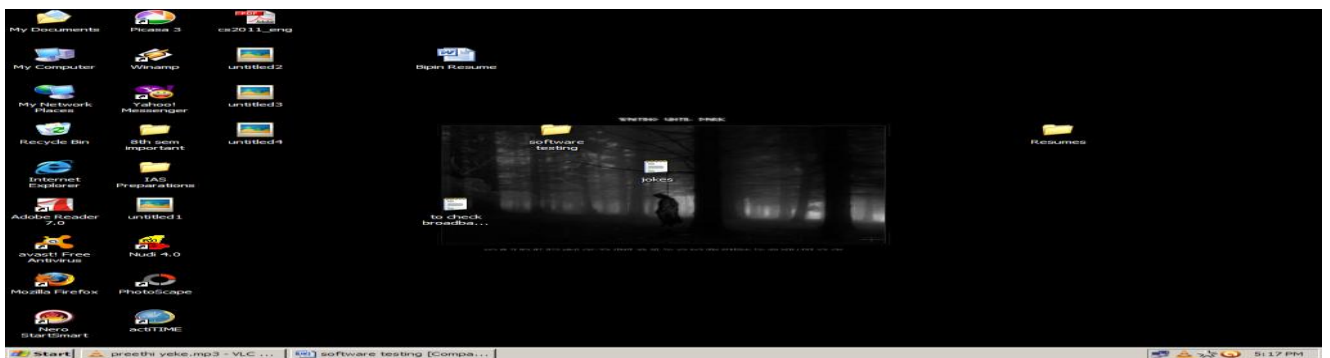 My Documents
Picasa 3
cs2011_eng
My Computer
Winamp
untitled2
Bipin Resume
My Network
Places
Yahoo!
Messenger
untitled3
Recycle Bin
8th sem
important
untitled4
software
testing
Resumes
Internet
Explorer
IAS
Preparations
jokes
Adobe Reader
7.0
untitled1
to check
broadba...
avast! Free
Antivirus
Nudi 4.0
Mozilla Firefox
PhotoScape
Nero
StartSmart
actiTIME
Start
preethi yeke.mp3 - VLC ...
software testing [Compa...
5:17 PM